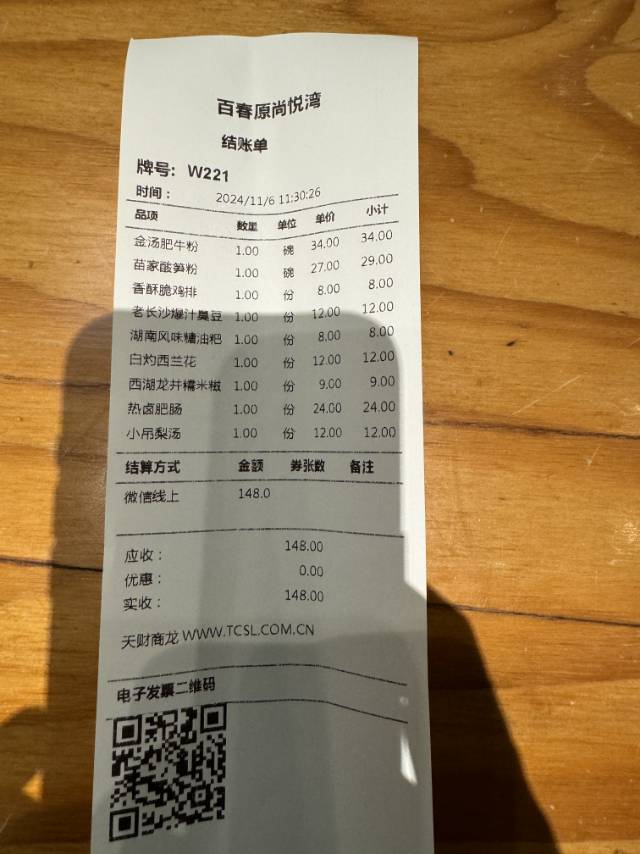 百春原尚悦湾
结账单
牌号: W221
时间： 2024/11/6 11:30:26
品项 数量 单位 单价 小计
金汤肥牛粉 1.00 碗 34.00 34.00
苗家酸笋粉 1.00 碗 27.00 29.00
香酥脆鸡排 1.00 份 8.00 8.00
老长沙爆汁臭豆 1.00 份 12.00 12.00
湖南风味糖油粑 1.00 份 8.00 8.00
白灼西兰花 1.00 份 12.00 12.00
西湖龙井糯米糍 1.00 份 9.00 9.00
热卤肥肠 1.00 份 24.00 24.00
小吊梨汤 1.00 份 12.00 12.00
结算方式 金额 券张数 备注
微信线上 148.0
应收： 148.00
优惠： 0.00
实收： 148.00
天财商龙 WWW.TCSL.COM.CN
电子发票二维码